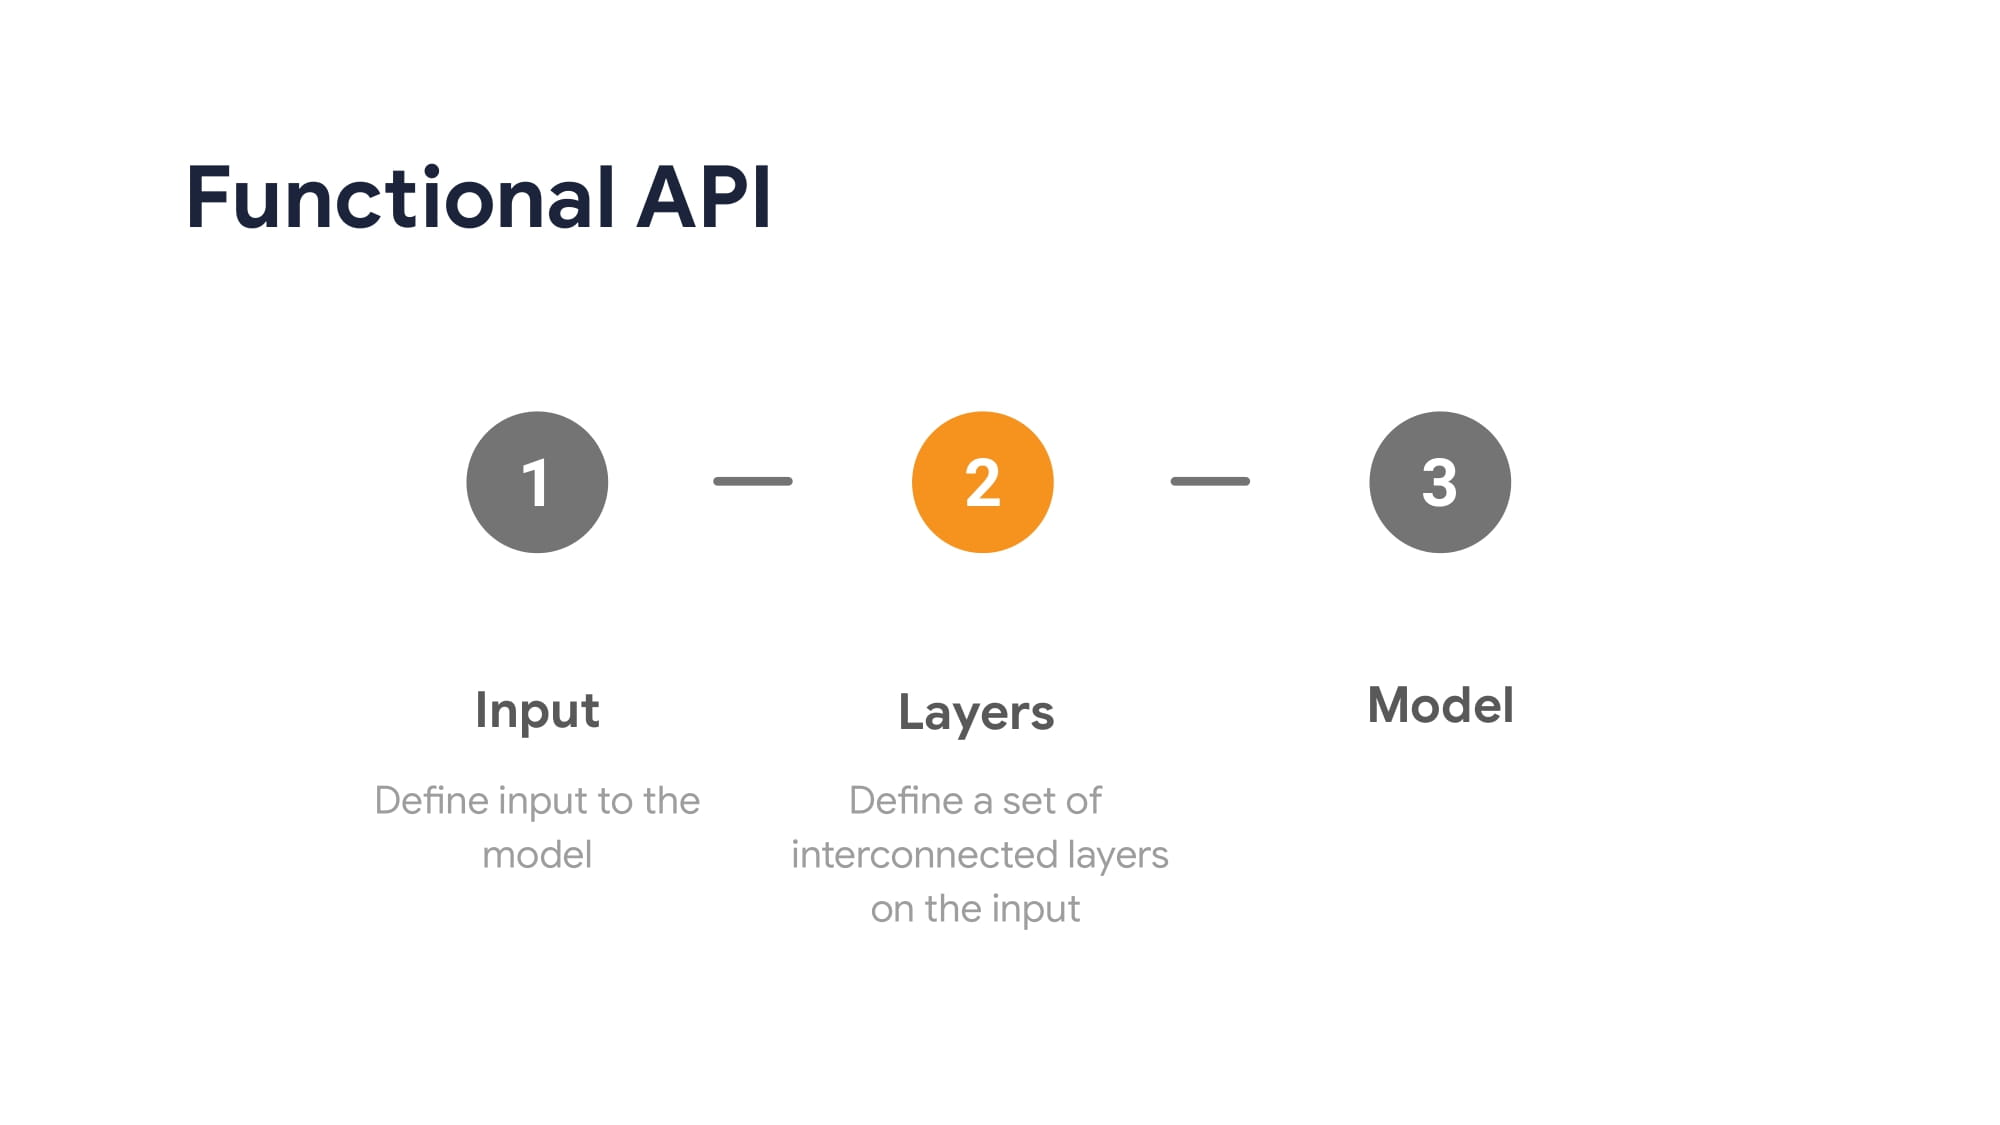 Functional API
1
2
3
Input
Layers
Model
Define input to the
model
Define a set of
interconnected layers
on the input